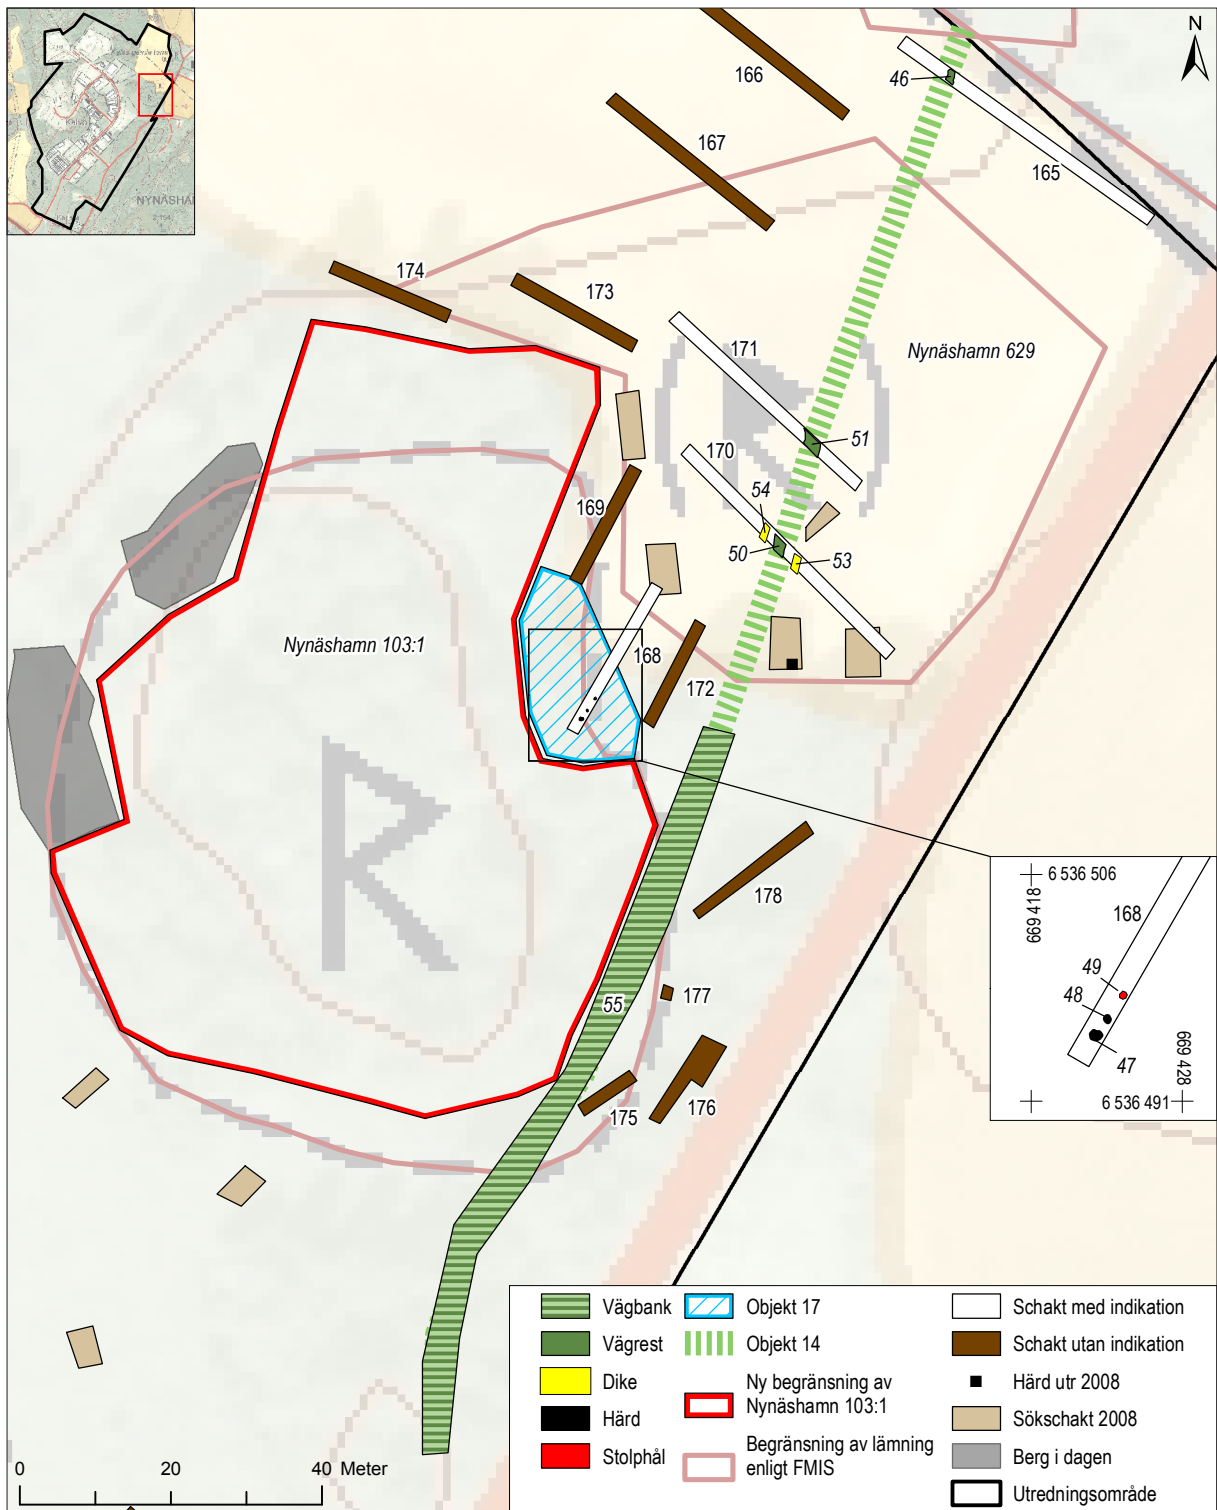 N
166
46
167
165
174
173
171
Nynäshamn 629
51
170
54
169
50
53
Nynäshamn 103:1
168
172
178
R
177
55
175
176
6 536 506
669 418
168
49
48
47
669 428
6 536 491
Vägbank
Vägrest
Dike
Härd
Stolphål
Objekt 17
Objekt 14
Ny begränsning av
Nynäshamn 103:1
Begränsning av lämning
enligt FMIS
Schakt med indikation
Schakt utan indikation
Härd utr 2008
Sökschakt 2008
Berg i dagen
Utredningsområde
0 20 40 Meter